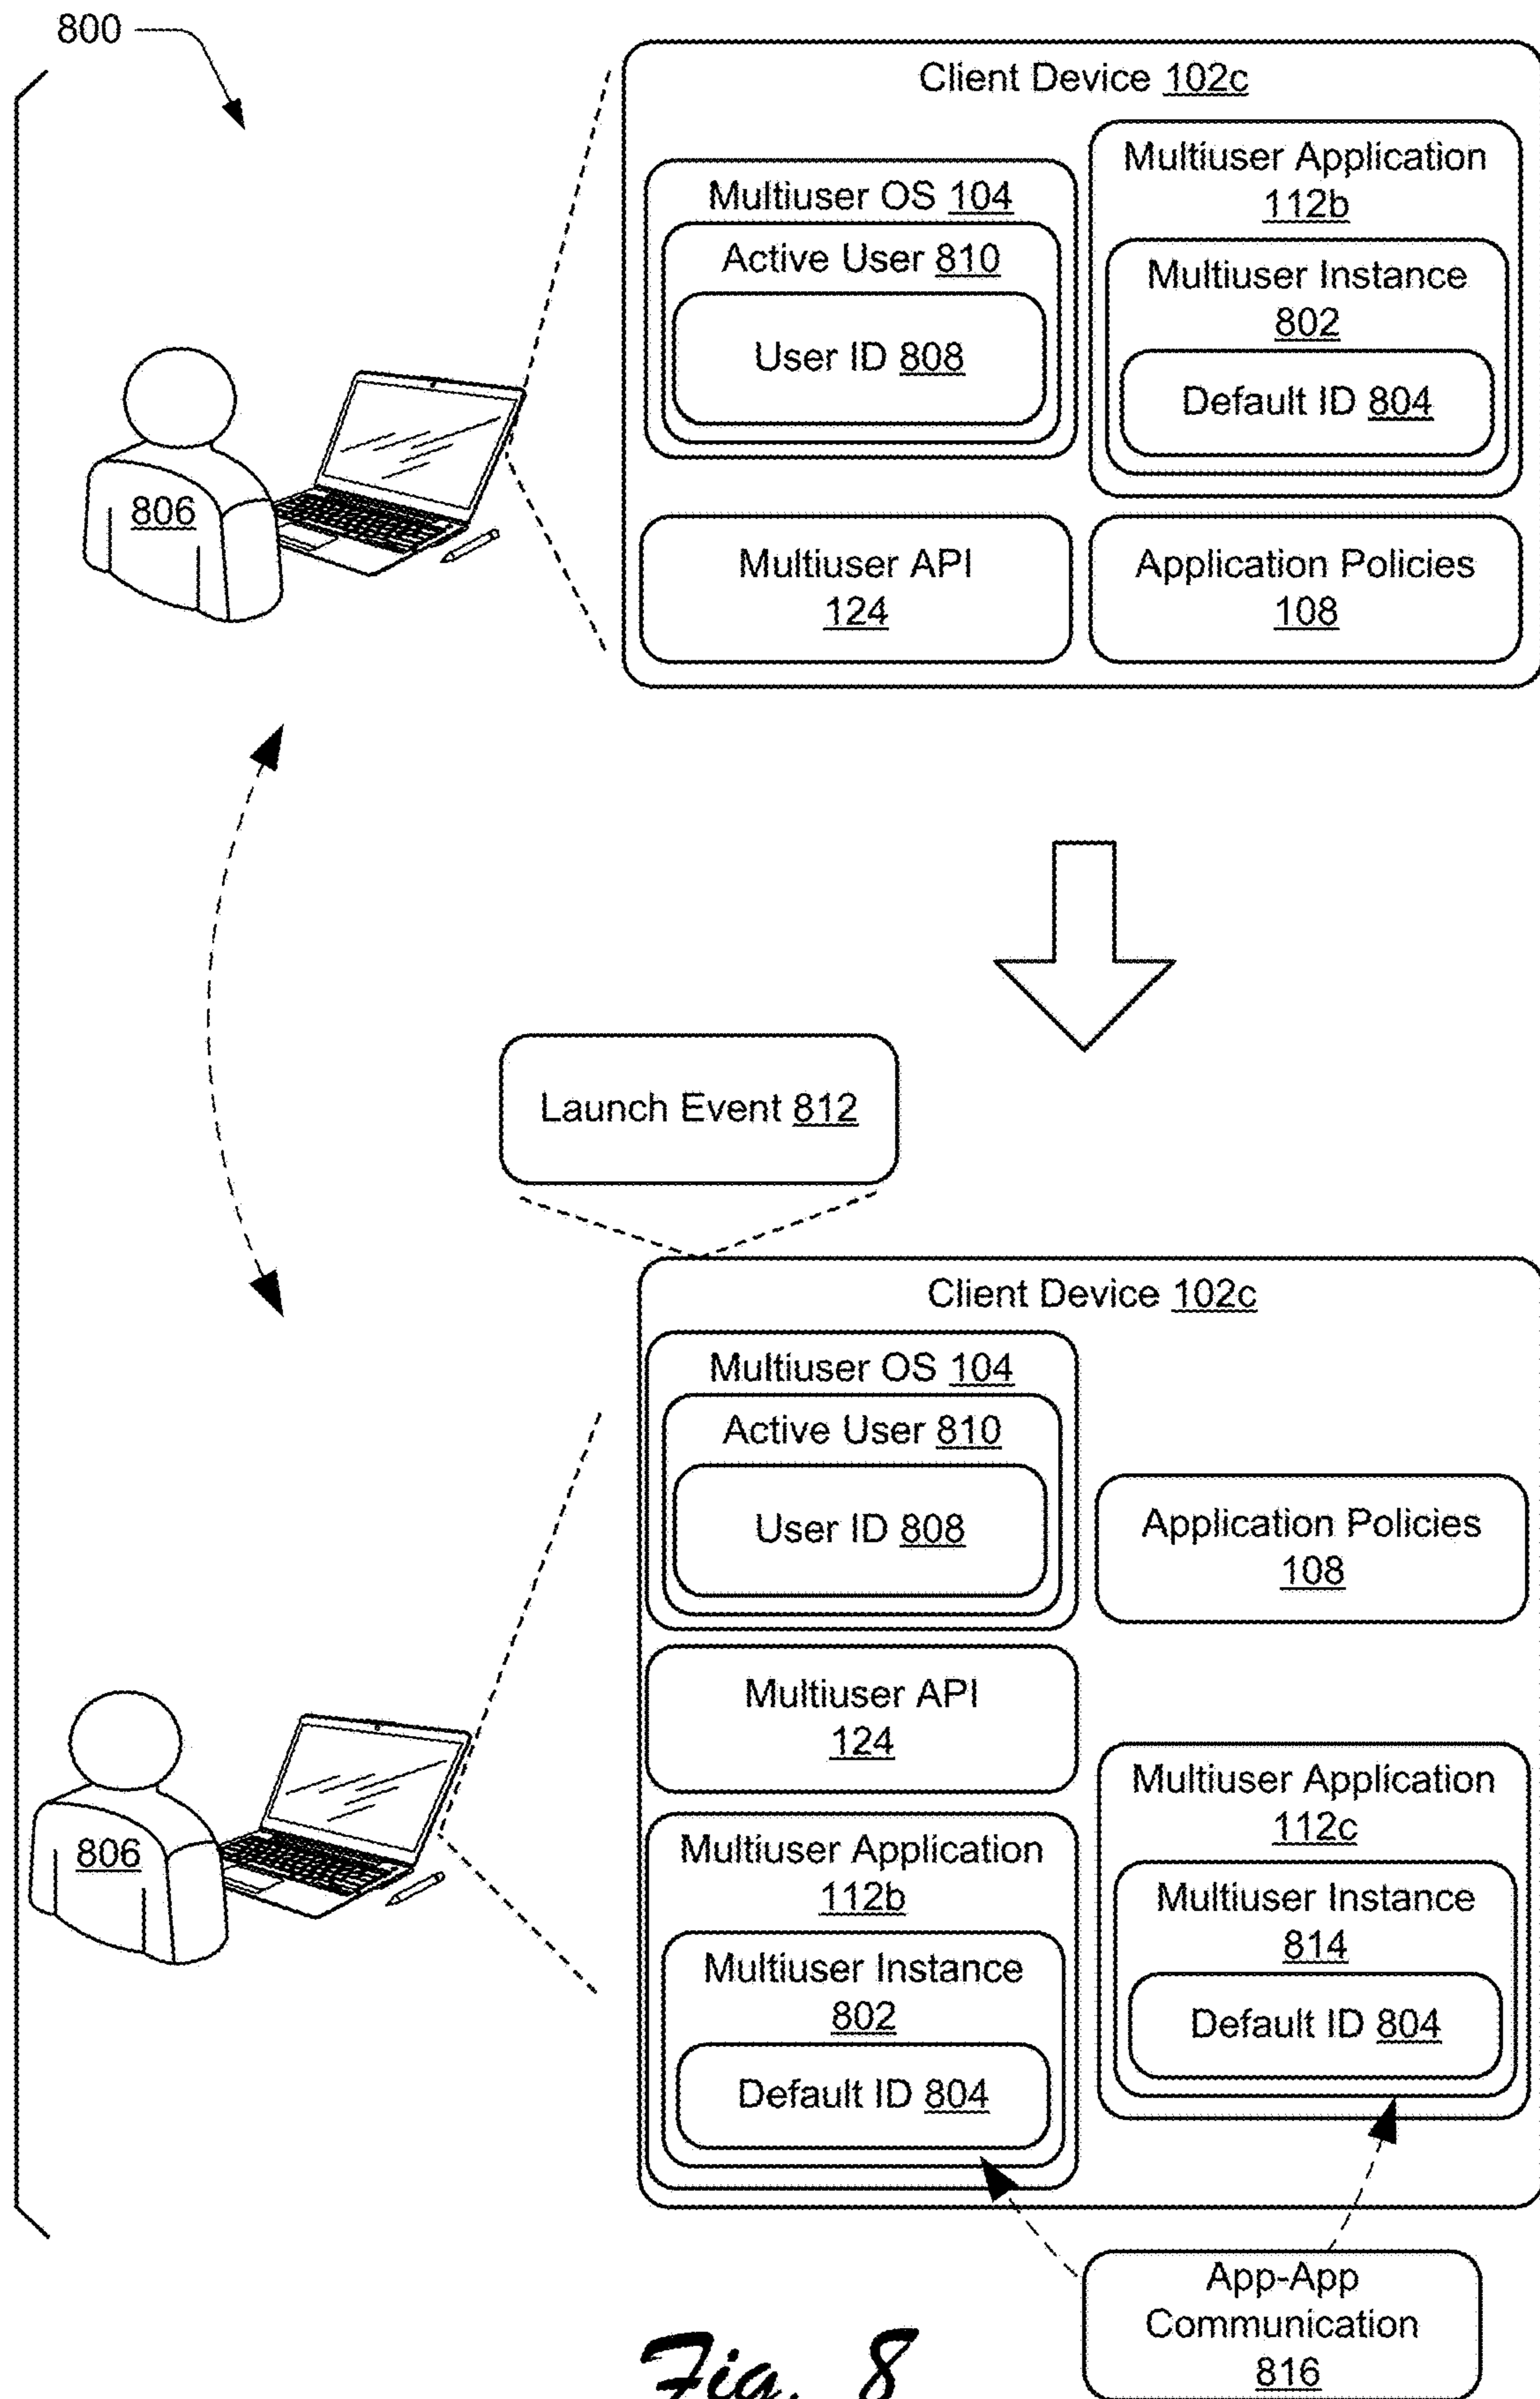 800
Client Device 102c
Multiuser OS 104
Active User 810
User ID 808
Multiuser Application
112b
Multiuser Instance
802
Default ID 804
806
Multiuser API
124
Application Policies
108
Launch Event 812
Client Device 102c
Multiuser OS 104
Active User 810
User ID 808
Application Policies
108
Multiuser API
124
806
Multiuser Application
112b
Multiuser Instance
802
Default ID 804
Multiuser Application
112c
Multiuser Instance
814
Default ID 804
App-App
Communication
816
Fig. 8